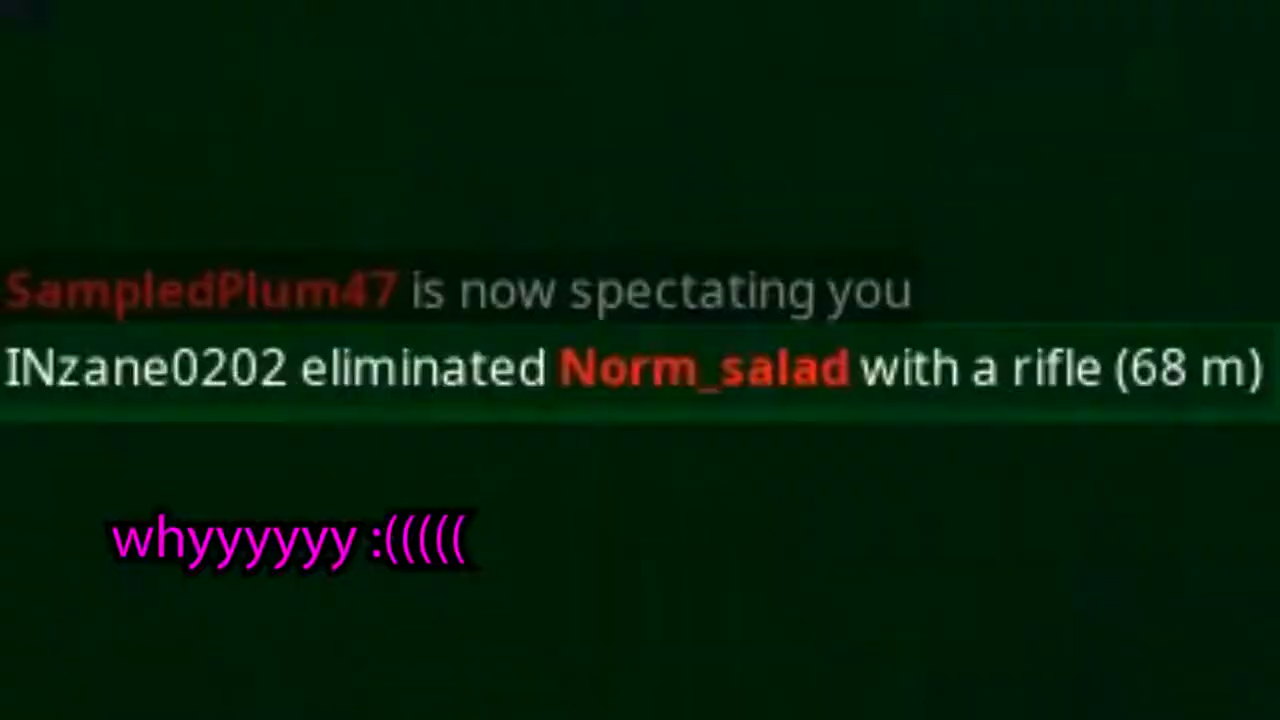 SampledPlum47 is now spectating you
INzane0202 eliminated Norm_salad with a rifle (68 m)
whyyyyyy :(((((